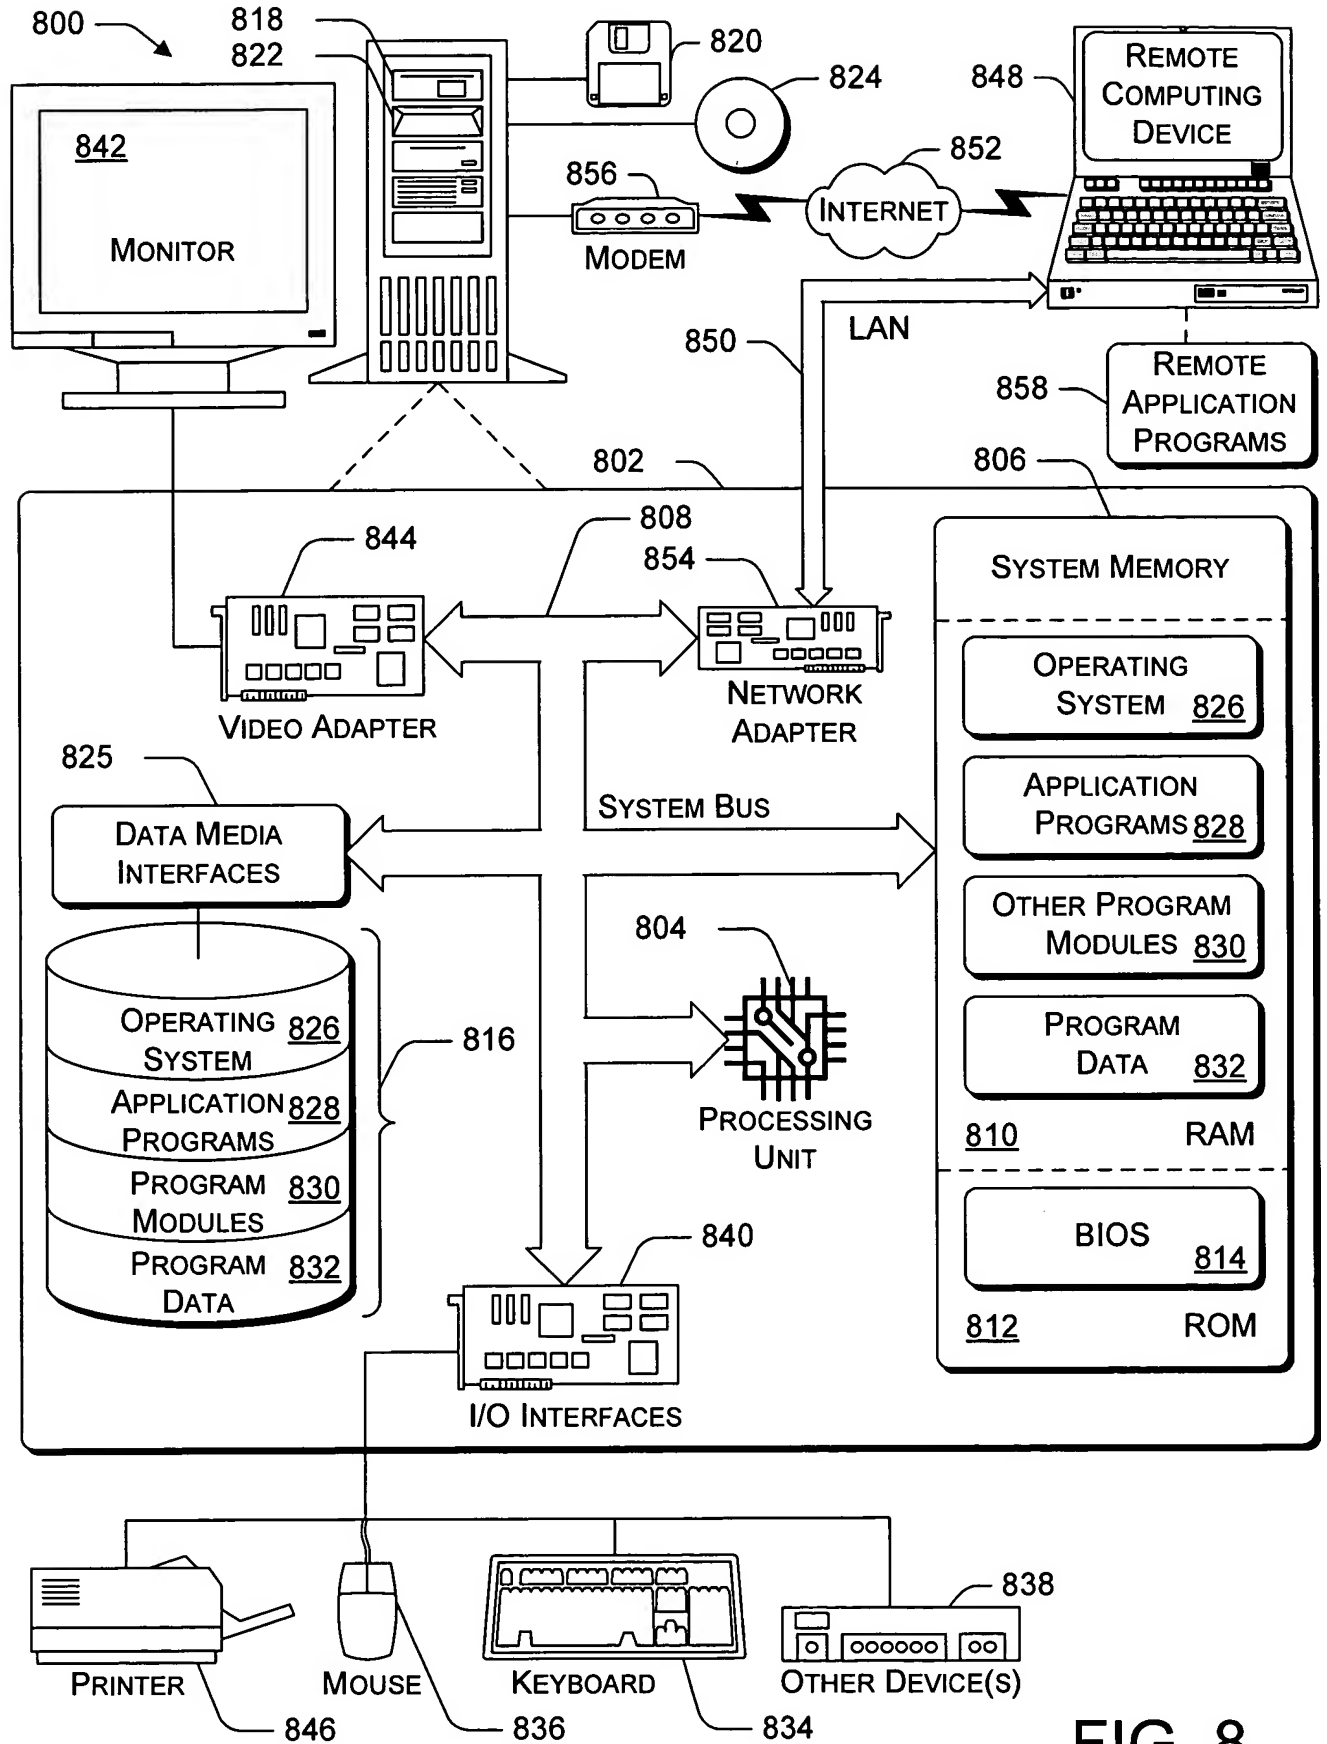 800
818
822
820
824
848
REMOTE
COMPUTING
DEVICE
842
MONITOR
856
MODEM
852
INTERNET
850
LAN
858
REMOTE
APPLICATION
PROGRAMS
802
806
844
808
854
VIDEO ADAPTER
NETWORK
ADAPTER
SYSTEM MEMORY
OPERATING
SYSTEM 826
APPLICATION
PROGRAMS 828
OTHER PROGRAM
MODULES 830
PROGRAM
DATA 832
810 RAM
BIOS
814
812 ROM
825
DATA MEDIA
INTERFACES
SYSTEM BUS
804
PROCESSING
UNIT
OPERATING
SYSTEM 826
APPLICATION
PROGRAMS 828
PROGRAM
MODULES 830
PROGRAM
DATA 832
816
840
I/O INTERFACES
PRINTER
846
MOUSE
836
KEYBOARD
834
838
OTHER DEVICE(S)
FIG. 8